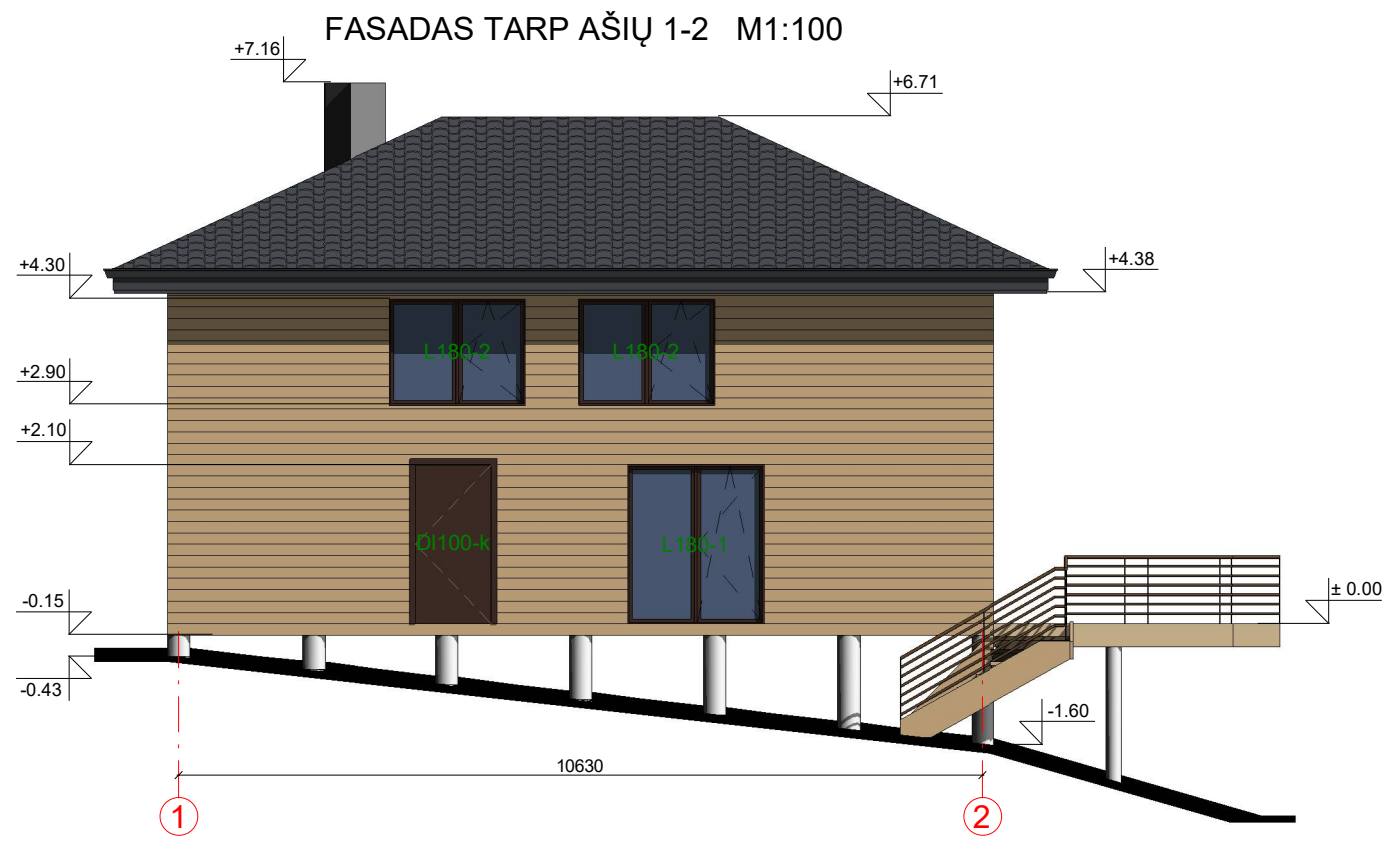 FASADAS TARP AŠIŲ 1-2 M1:100
+7.16
+6.71
+4.30
+4.38
L180-2
L180-2
+2.90
+2.10
DI100-k
L180-1
-0.15
± 0.00
-0.43
-1.60
10630
1
2